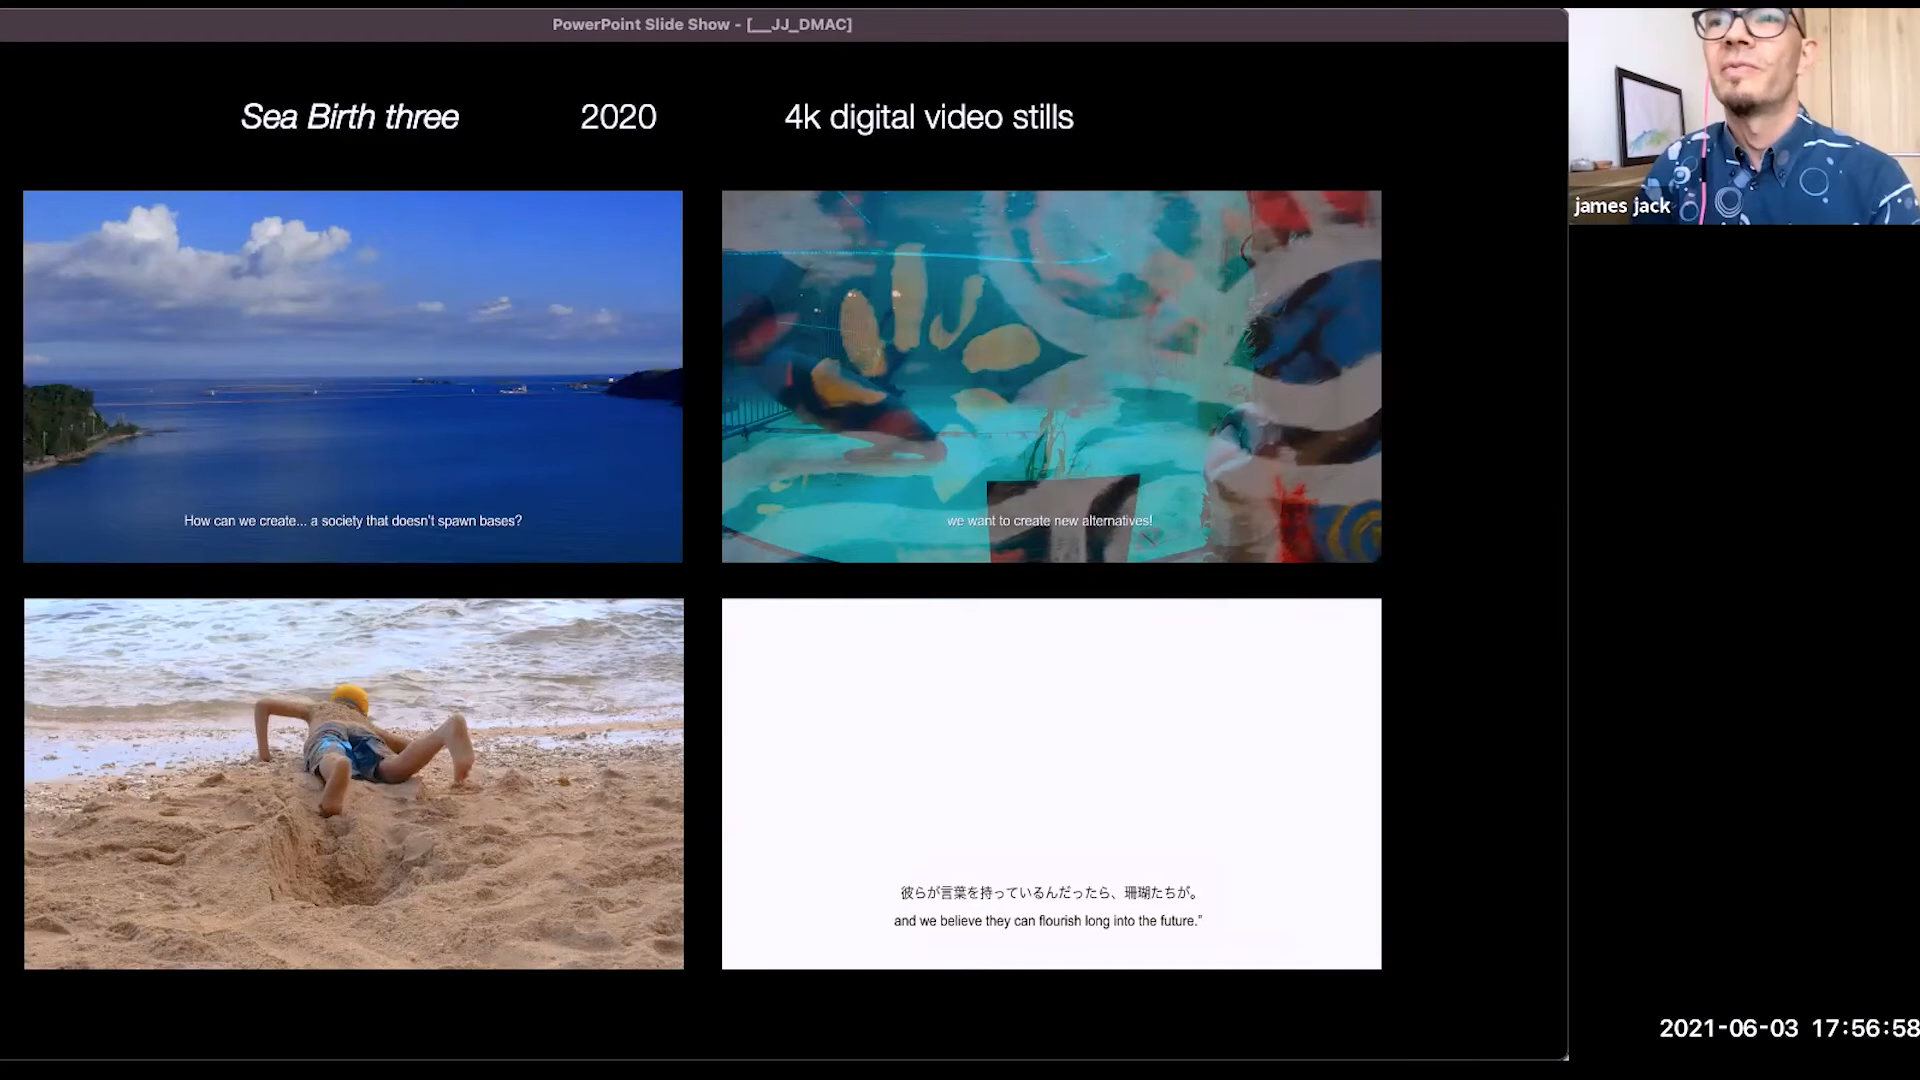 PowerPoint Slide Show - [__JJ_DMAC]
Sea Birth three 2020 4k digital video stills
How can we create... a society that doesn't spawn bases?
we want to create new alternatives!
彼らが言葉を持っているんだったら、珊瑚たちが。
and we believe they can flourish long into the future."
james jack
2021-06-03 17:56:58